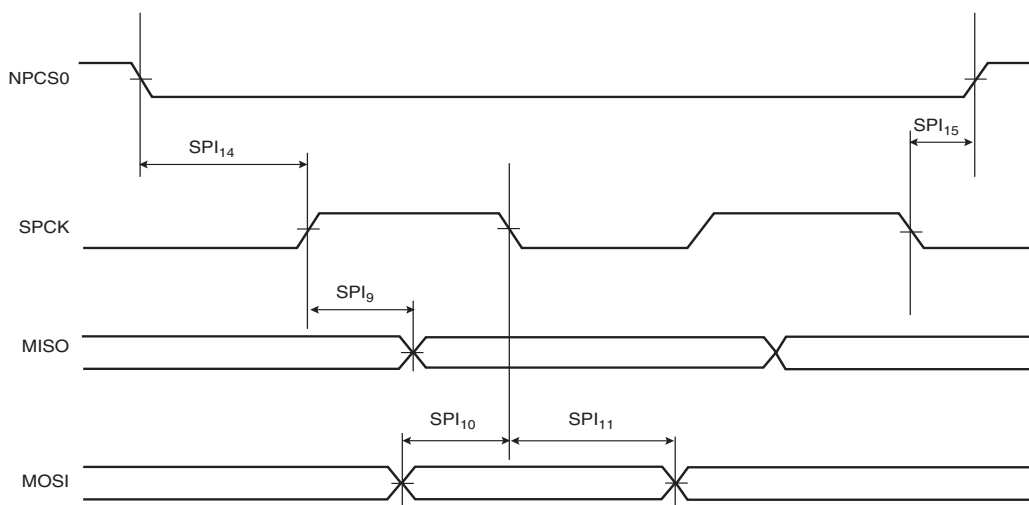 NPCS0
SPI₁₄
SPI₁₅
SPCK
SPI₉
MISO
SPI₁₀
SPI₁₁
MOSI